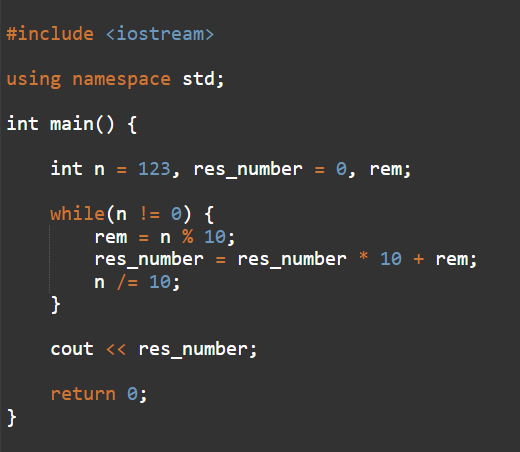 #include <iostream>
using namespace std;
int main() {
int n = 123, res_number = 0, rem;
while(n != 0) {
rem = n % 10;
res_number = res_number * 10 + rem;
n /= 10;
}
cout << res_number;
return 0;
}